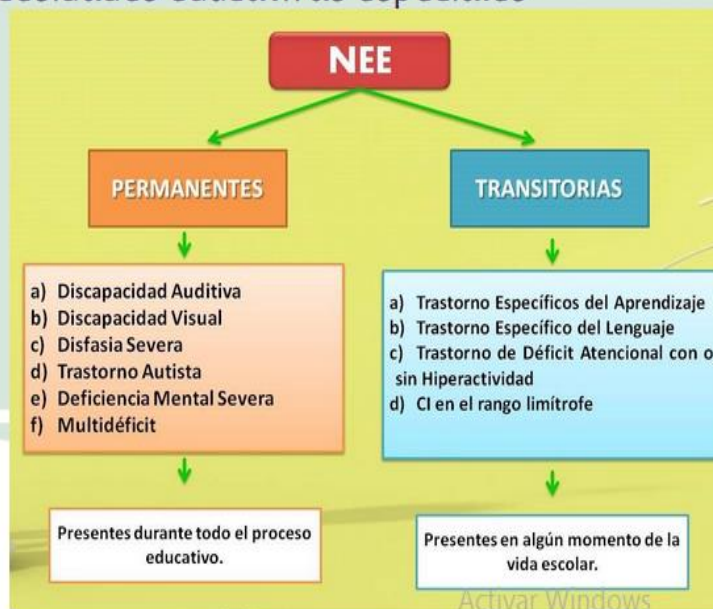 NEE
PERMANENTES
TRANSITORIAS
a) Discapacidad Auditiva
b) Discapacidad Visual
c) Disfasia Severa
d) Trastorno Autista
e) Deficiencia Mental Severa
f) Multidéficit
a) Trastorno Específicos del Aprendizaje
b) Trastorno Específico del Lenguaje
c) Trastorno de Déficit Atencional con o
sin Hiperactividad
d) CI en el rango limítrofe
Presentes durante todo el proceso
educativo.
Presentes en algún momento de la
vida escolar.
Activar Windows